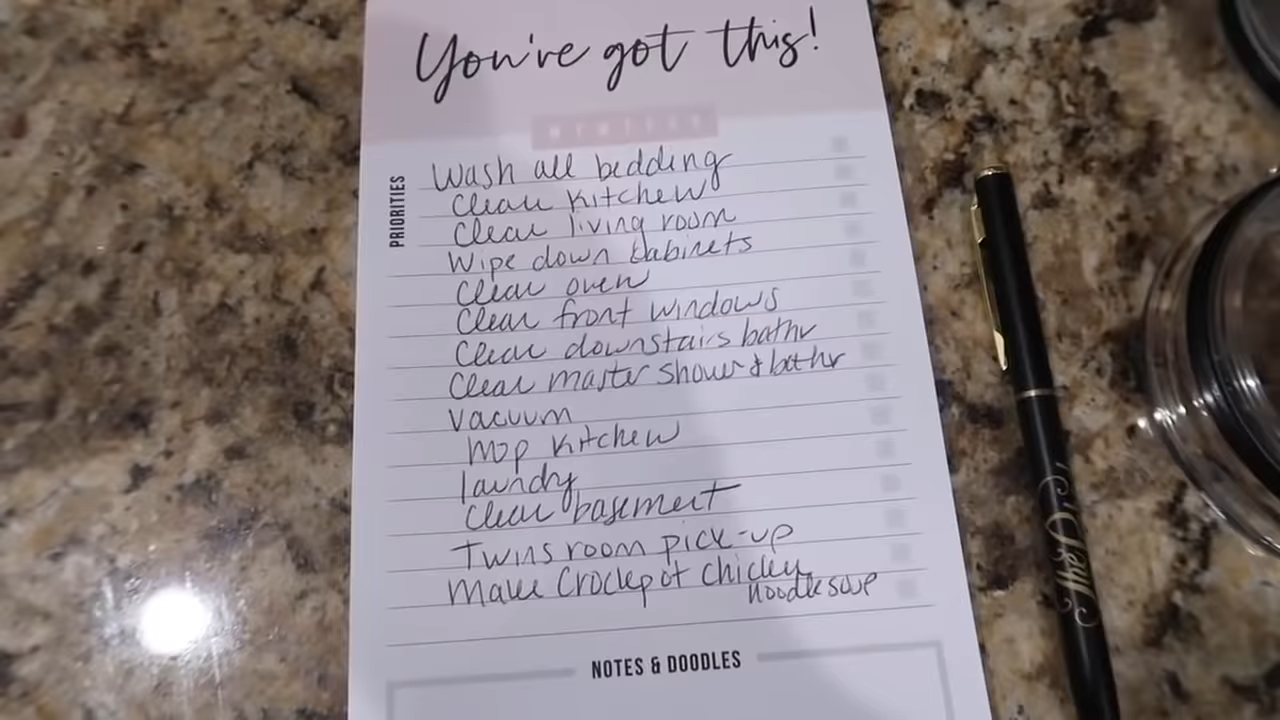 You've got this!
PRIORITIES
Wash all bedding
Clean Kitchen
Clean living room
Wipe down Cabinets
Clean oven
Clean front windows
Clean downstairs bathr
Clean master shower & bathr
Vacuum
Mop Kitchen
laundry
Clean basement
Twins room pick-up
Make Crockpot Chicken
noodle soup
NOTES & DOODLES